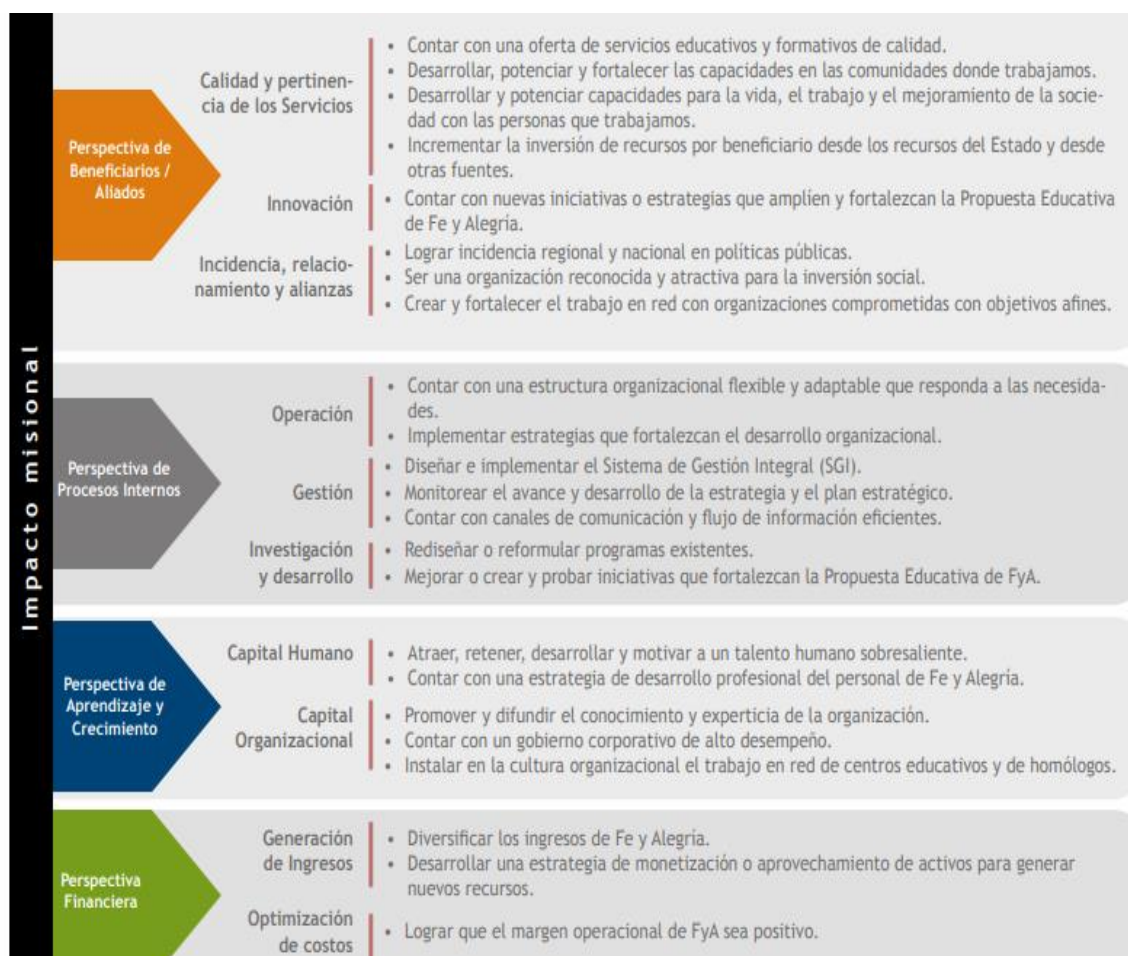 Impacto misional
Perspectiva de
Beneficiarios /
Aliados
Calidad y pertinen-
cia de los Servicios
• Contar con una oferta de servicios educativos y formativos de calidad.
• Desarrollar, potenciar y fortalecer las capacidades en las comunidades donde trabajamos.
• Desarrollar y potenciar capacidades para la vida, el trabajo y el mejoramiento de la socie-
dad con las personas que trabajamos.
• Incrementar la inversión de recursos por beneficiario desde los recursos del Estado y desde
otras fuentes.
Innovación
• Contar con nuevas iniciativas o estrategias que amplíen y fortalezcan la Propuesta Educativa
de Fe y Alegría.
Incidencia, relacio-
namiento y alianzas
• Lograr incidencia regional y nacional en políticas públicas.
• Ser una organización reconocida y atractiva para la inversión social.
• Crear y fortalecer el trabajo en red con organizaciones comprometidas con objetivos afines.
Perspectiva de
Procesos Internos
Operación
• Contar con una estructura organizacional flexible y adaptable que responda a las necesida-
des.
• Implementar estrategias que fortalezcan el desarrollo organizacional.
Gestión
• Diseñar e implementar el Sistema de Gestión Integral (SGI).
• Monitorear el avance y desarrollo de la estrategia y el plan estratégico.
• Contar con canales de comunicación y flujo de información eficientes.
Investigación
y desarrollo
• Rediseñar o reformular programas existentes.
• Mejorar o crear y probar iniciativas que fortalezcan la Propuesta Educativa de FyA.
Perspectiva de
Aprendizaje y
Crecimiento
Capital Humano
• Atraer, retener, desarrollar y motivar a un talento humano sobresaliente.
• Contar con una estrategia de desarrollo profesional del personal de Fe y Alegría.
Capital
Organizacional
• Promover y difundir el conocimiento y experticia de la organización.
• Contar con un gobierno corporativo de alto desempeño.
• Instalar en la cultura organizacional el trabajo en red de centros educativos y de homólogos.
Perspectiva
Financiera
Generación
de Ingresos
• Diversificar los ingresos de Fe y Alegría.
• Desarrollar una estrategia de monetización o aprovechamiento de activos para generar
nuevos recursos.
Optimización
de costos
• Lograr que el margen operacional de FyA sea positivo.